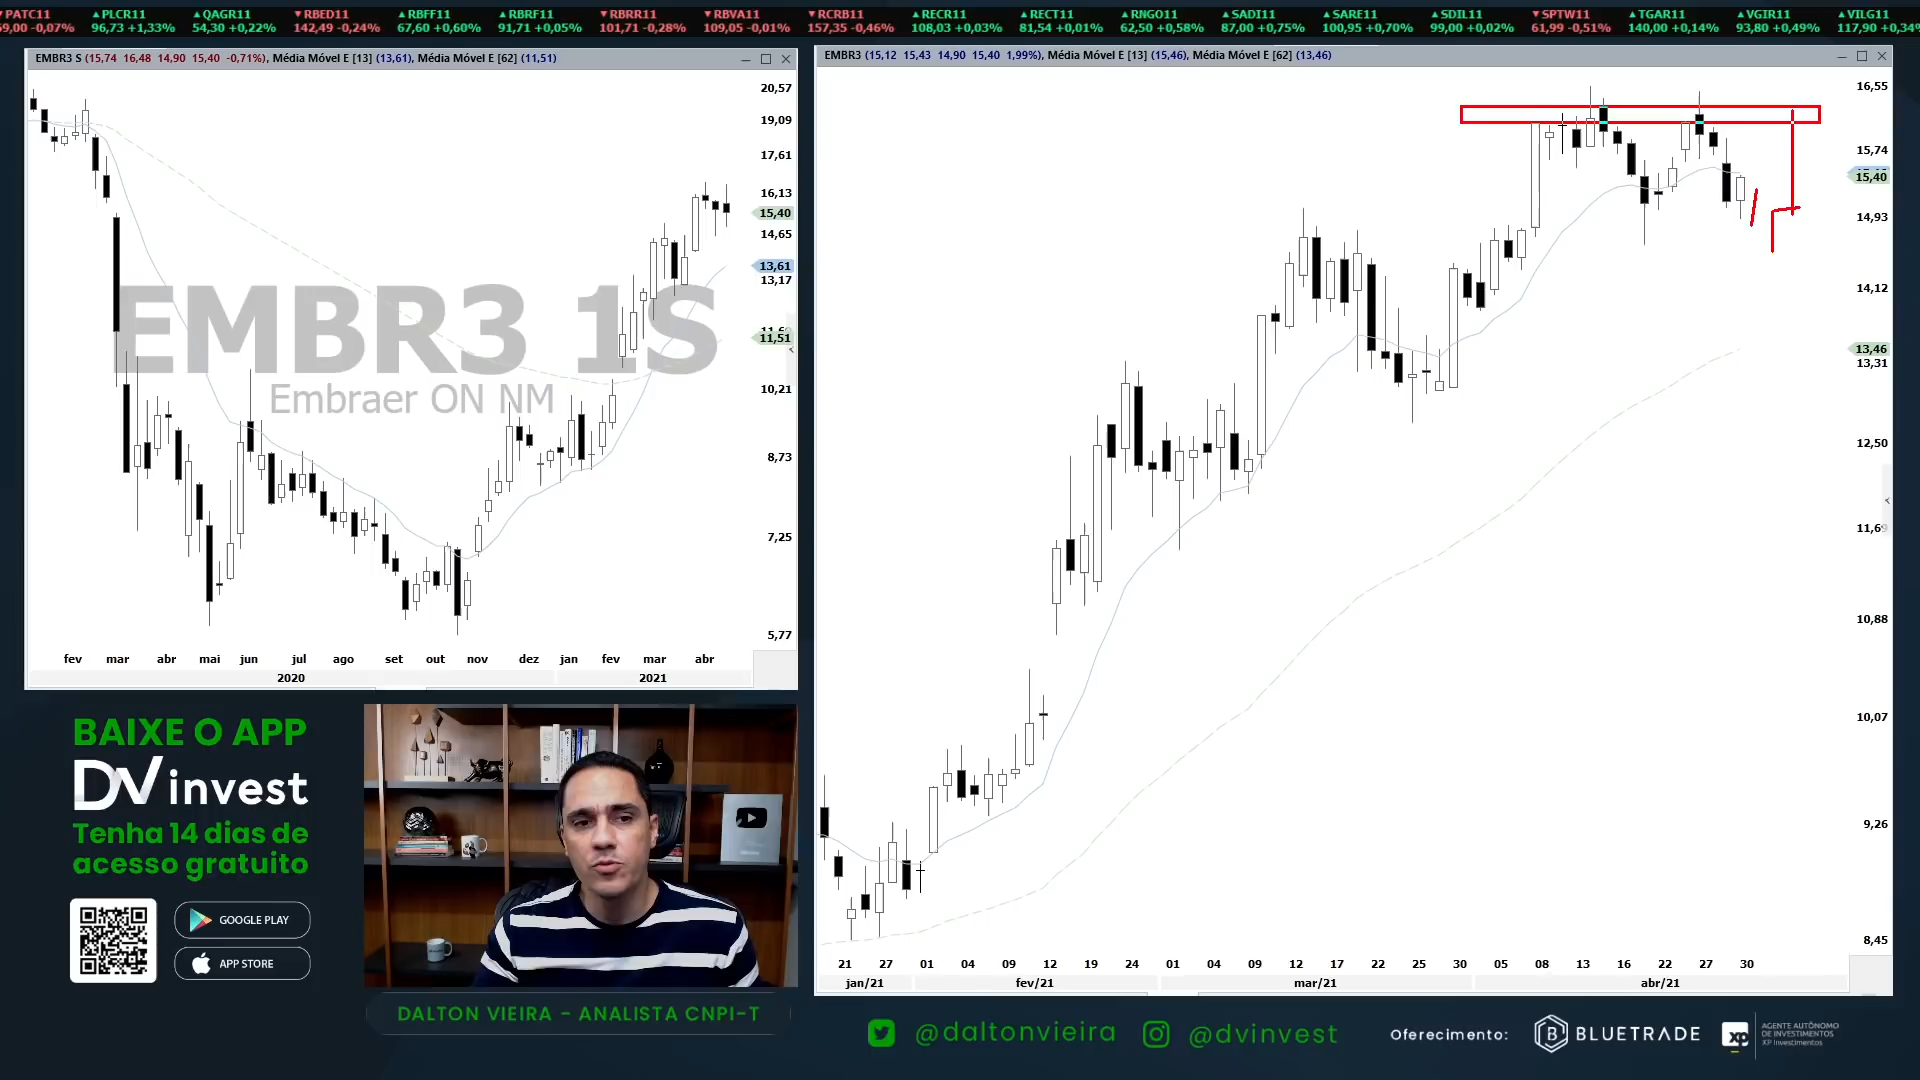 PATC11 ▲PLCR11 ▲QAGR11 ▼RBED11 ▲RBFF11 ▲RBRF11 ▼RBRR11 ▼RBVA11 ▼RCRB11 ▲RECR11 ▲RECT11 ▲RNGO11 ▲SADI11 ▲SARE11 ▲SDIL11 ▼SPTW11 ▲TGAR11 ▲VGIR11 ▲VILG11
-0,07% 96,73 +1,33% 54,30 +0,22% 142,49 -0,24% 67,60 +0,60% 91,71 +0,05% 101,71 -0,28% 109,05 -0,01% 157,35 -0,46% 108,03 +0,03% 81,54 +0,01% 62,50 +0,58% 87,00 +0,75% 100,95 +0,70% 99,00 +0,02% 61,99 -0,51% 140,00 +0,14% 93,80 +0,49% 117,90
EMBR3 S (15,74 16,48 14,90 15,40 -0,71%), Média Móvel E [13] (13,61), Média Móvel E [62] (11,51)
20,57
19,09
17,61
16,13
15,40
14,65
13,61
13,17
11,51
10,21
8,73
7,25
5,77
EMBR3 1S
Embraer ON NM
fev mar abr mai jun jul ago set out nov dez jan fev mar abr
2020 2021
EMBR3 (15,12 15,43 14,90 15,40 1,99%), Média Móvel E [13] (15,46), Média Móvel E [62] (13,46)
16,55
15,74
15,40
14,93
14,12
13,46
13,31
12,50
11,69
10,88
10,07
9,26
8,45
21 27 01 04 09 12 19 24 01 04 09 12 17 22 25 30 05 08 13 16 22 27 30
jan/21 fev/21 mar/21 abr/21
BAIXE O APP
DV invest
Tenha 14 dias de
acesso gratuito
GOOGLE PLAY
APP STORE
DALTON VIEIRA - ANALISTA CNPI-T
@daltonvieira @dvinvest
Oferecimento: BLUETRADE xp
AGENTE AUTÔNOMO
DE INVESTIMENTOS
XP Investimentos